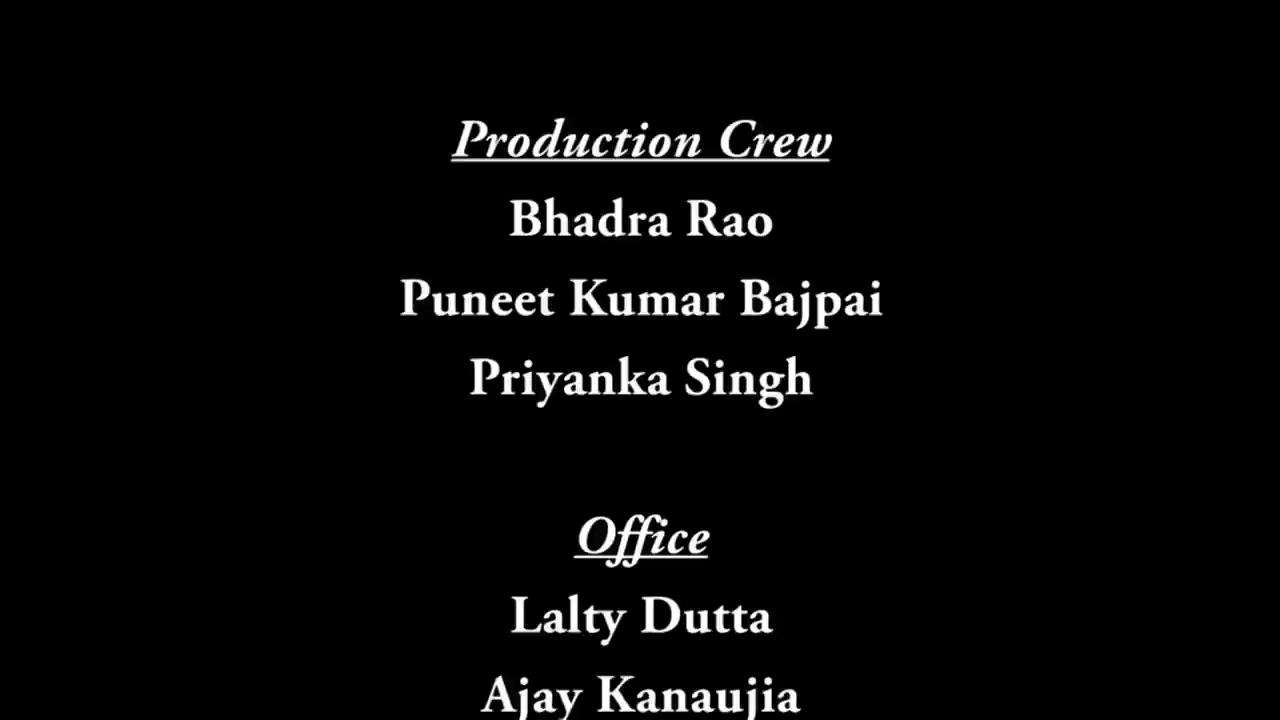 Production Crew
Bhadra Rao
Puneet Kumar Bajpai
Priyanka Singh
Office
Lalty Dutta
Ajay Kanaujia